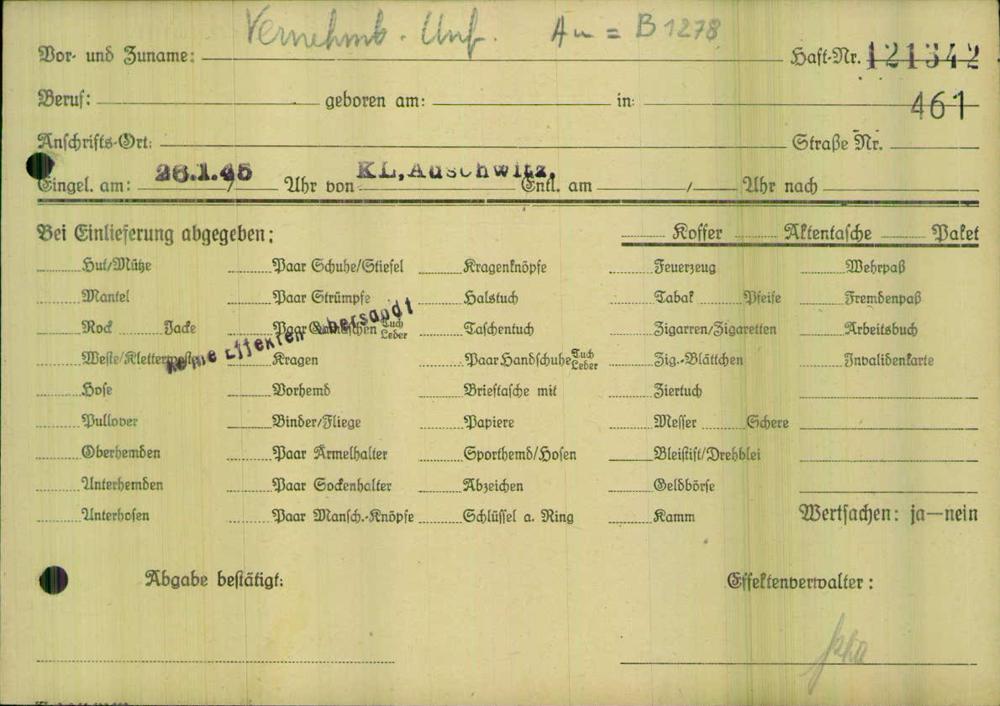 Vernehmb. Unf. Au = B 1278
Vor- und Zuname: Haft-Nr. 121342
Beruf: geboren am: in: 461
Anschrifts-Ort: Straße Nr.
Eingel. am: 26.1.45 / Uhr von KL, Auschwitz, Entl. am / Uhr nach
Bei Einlieferung abgegeben: Koffer Aktentasche Paket
Hut/Mütze Paar Schuhe/Stiefel Kragenknöpfe Feuerzeug Wehrpaß
Mantel Paar Strümpfe Halstuch Tabak Pfeife Fremdenpaß
Rock Jacke Paar Gamaschen Tuch Leder Taschentuch Zigarren/Zigaretten Arbeitsbuch
Keine Effekten übersandt
Weste/Kletterweste Kragen Paar Handschuhe Tuch Leder Zig.-Blättchen Invalidenkarte
Hose Vorhemd Brieftasche mit Ziertuch
Pullover Binder/Fliege Papiere Messer Schere
Oberhemden Paar Ärmelhalter Sporthemd/Hosen Bleistift/Drehblei
Unterhemden Paar Sockenhalter Abzeichen Geldbörse
Unterhosen Paar Mansch.-Knöpfe Schlüssel a. Ring Kamm Wertsachen: ja—nein
Abgabe bestätigt: Effektenverwalter: